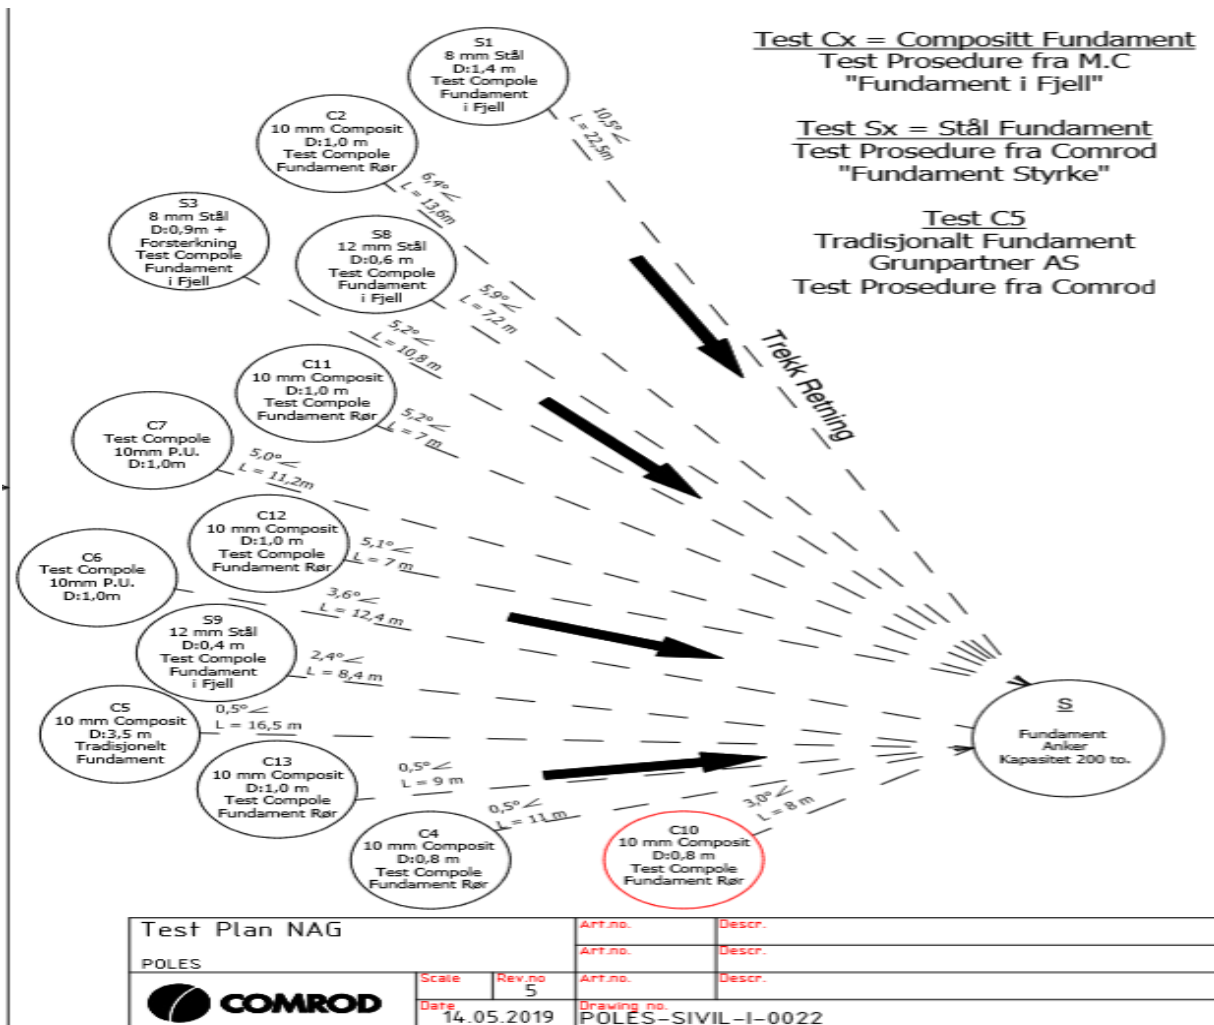 Test Cx = Compositt Fundament
Test Prosedure fra M.C
"Fundament i Fjell"
Test Sx = Stål Fundament
Test Prosedure fra Comrod
"Fundament Styrke"
Test C5
Tradisjonalt Fundament
Grunpartner AS
Test Prosedure fra Comrod
S1
8 mm Stål
D:1,4 m
Test Compole
Fundament
i Fjell
10,5°∠
L = 22,5m
C2
10 mm Composit
D:1,0 m
Test Compole
Fundament Rør
6,4°∠
L = 13,6m
S3
8 mm Stål
D:0,9m +
Forsterkning
Test Compole
Fundament
i Fjell
5,2°∠
L = 10,8 m
S8
12 mm Stål
D:0,6 m
Test Compole
Fundament
i Fjell
5,9°∠
L = 7,2 m
Trekk Retning
C11
10 mm Composit
D:1,0 m
Test Compole
Fundament Rør
5,2°∠
L = 7 m
C7
Test Compole
10mm P.U.
D:1,0m
5,0°∠
L = 11,2m
C12
10 mm Composit
D:1,0 m
Test Compole
Fundament Rør
5,1°∠
L = 7 m
C6
Test Compole
10mm P.U.
D:1,0m
3,6°∠
L = 12,4 m
S9
12 mm Stål
D:0,4 m
Test Compole
Fundament
i Fjell
2,4°∠
L = 8,4 m
C5
10 mm Composit
D:3,5 m
Tradisjonelt
Fundament
0,5°∠
L = 16,5 m
C13
10 mm Composit
D:1,0 m
Test Compole
Fundament Rør
0,5°∠
L = 9 m
C4
10 mm Composit
D:0,8 m
Test Compole
Fundament Rør
0,5°∠
L = 11 m
C10
10 mm Composit
D:0,8 m
Test Compole
Fundament Rør
3,0°∠
L = 8 m
S
Fundament
Anker
Kapasitet 200 to.
Test Plan NAG
POLES
COMROD
Art.no. Descr.
Art.no. Descr.
Scale Rev.no Art.no. Descr.
5
Date Drawing no.
14.05.2019 POLES-SIVIL-I-0022